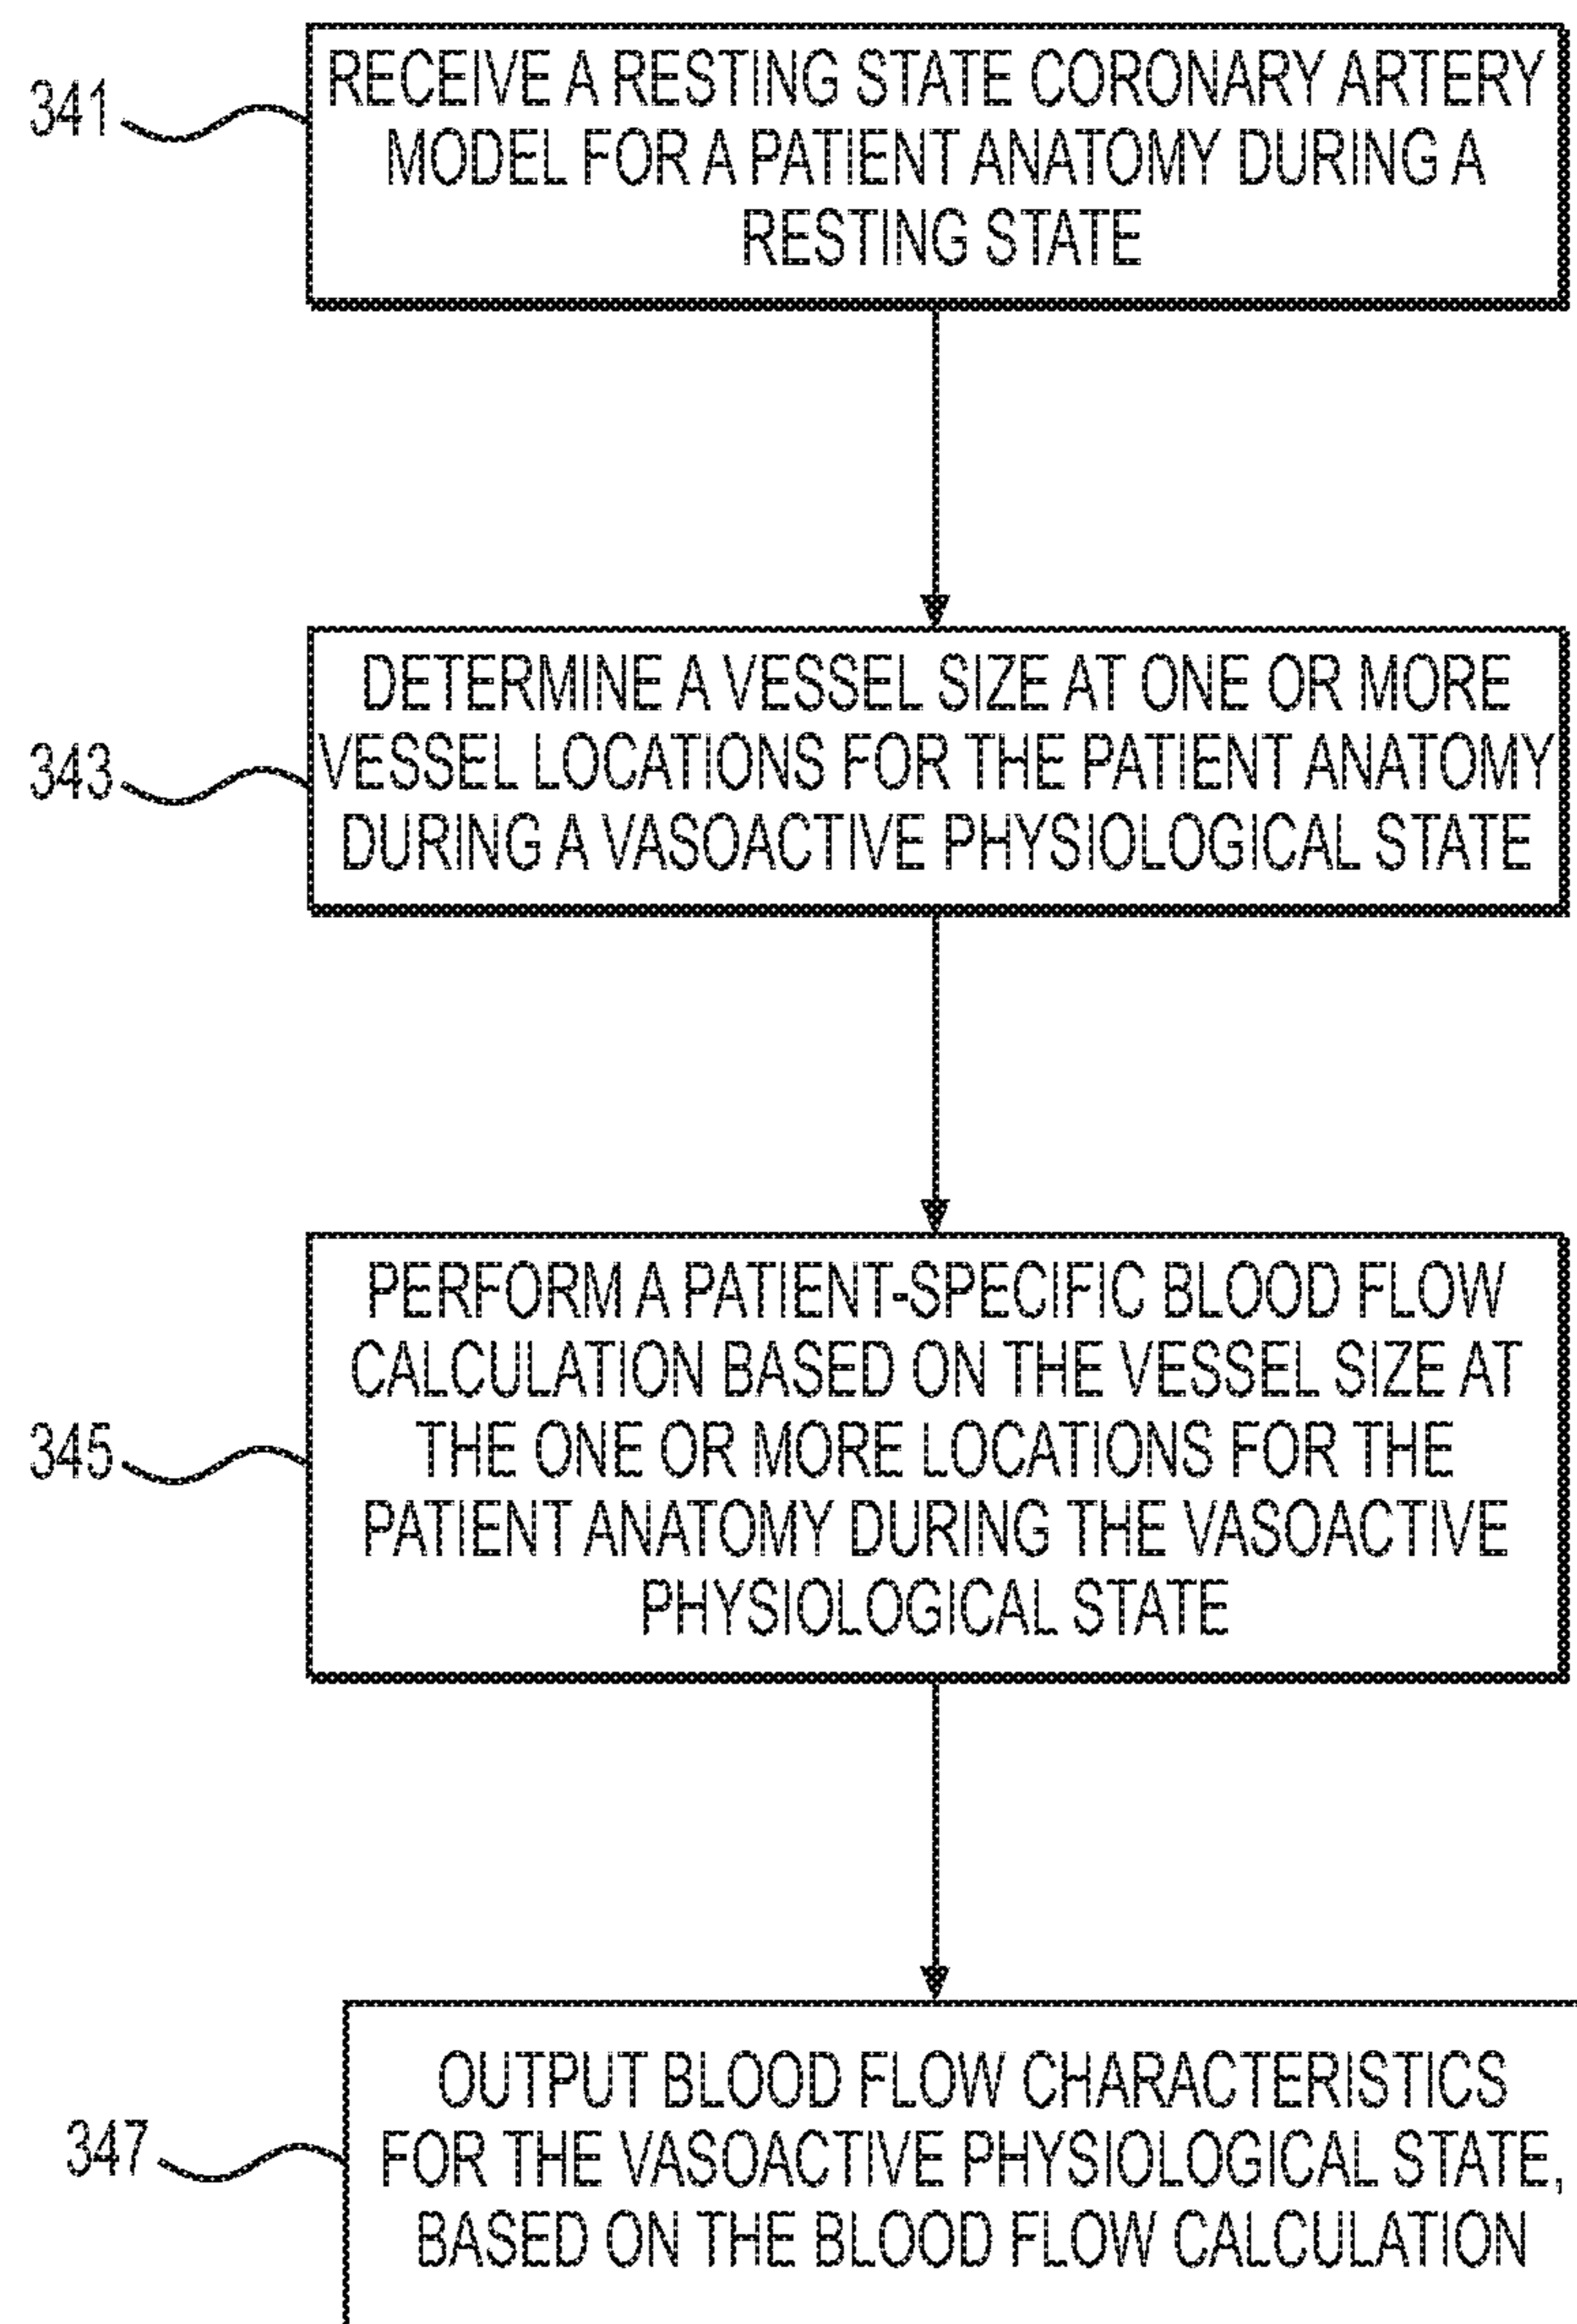 341
RECEIVE A RESTING STATE CORONARY ARTERY
MODEL FOR A PATIENT ANATOMY DURING A
RESTING STATE
343
DETERMINE A VESSEL SIZE AT ONE OR MORE
VESSEL LOCATIONS FOR THE PATIENT ANATOMY
DURING A VASOACTIVE PHYSIOLOGICAL STATE
345
PERFORM A PATIENT-SPECIFIC BLOOD FLOW
CALCULATION BASED ON THE VESSEL SIZE AT
THE ONE OR MORE LOCATIONS FOR THE
PATIENT ANATOMY DURING THE VASOACTIVE
PHYSIOLOGICAL STATE
347
OUTPUT BLOOD FLOW CHARACTERISTICS
FOR THE VASOACTIVE PHYSIOLOGICAL STATE,
BASED ON THE BLOOD FLOW CALCULATION